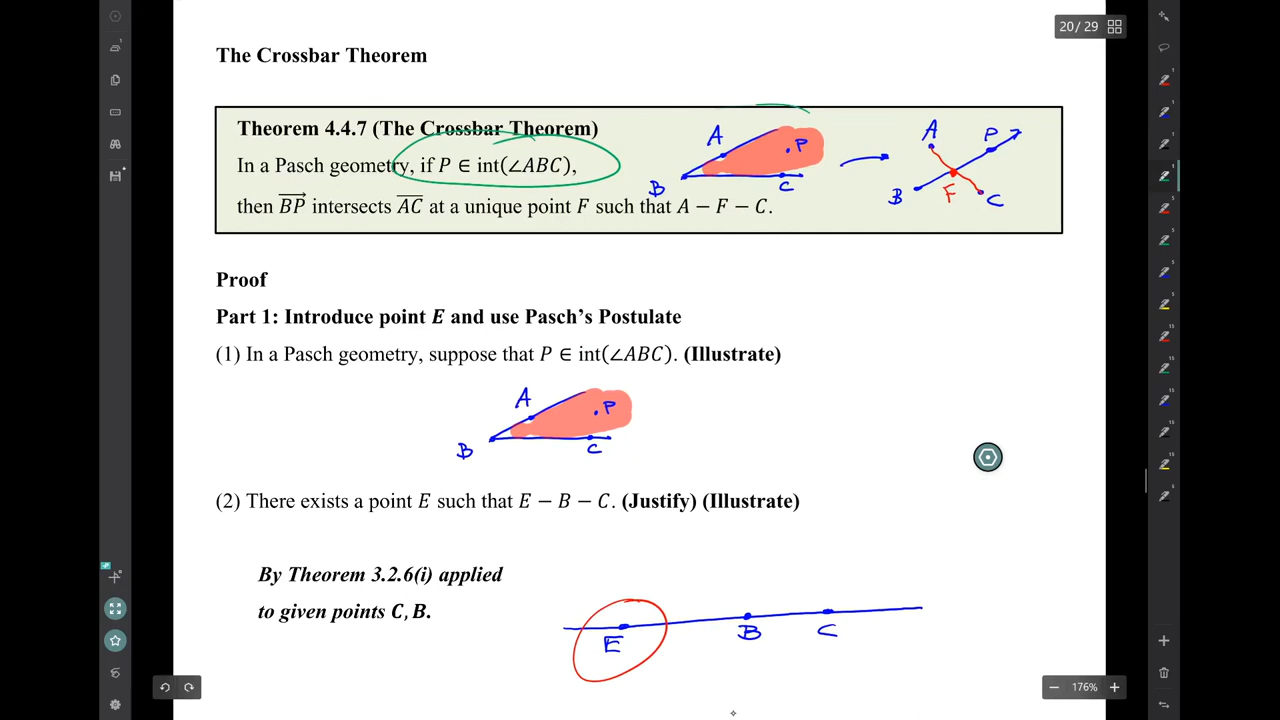 20 / 29
The Crossbar Theorem
Theorem 4.4.7 (The Crossbar Theorem)
In a Pasch geometry, if P ∈ int(∠ABC),
then \overrightarrow{BP} intersects \overline{AC} at a unique point F such that A − F − C.
A
P
B
C
A
P
B
F
C
Proof
Part 1: Introduce point E and use Pasch’s Postulate
(1) In a Pasch geometry, suppose that P ∈ int(∠ABC). (Illustrate)
A
P
B
C
(2) There exists a point E such that E − B − C. (Justify) (Illustrate)
By Theorem 3.2.6(i) applied
to given points C, B.
E
B
C
176%